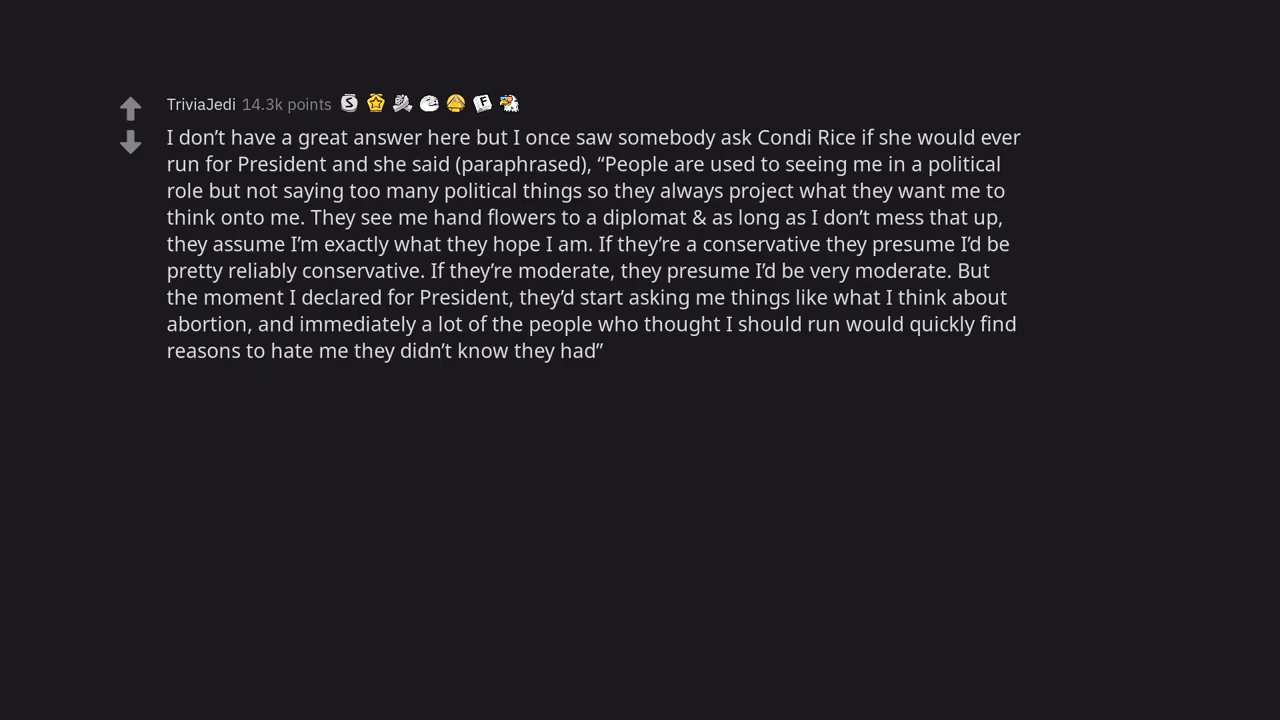 TriviaJedi 14.3k points
I don’t have a great answer here but I once saw somebody ask Condi Rice if she would ever
run for President and she said (paraphrased), “People are used to seeing me in a political
role but not saying too many political things so they always project what they want me to
think onto me. They see me hand flowers to a diplomat & as long as I don’t mess that up,
they assume I’m exactly what they hope I am. If they’re a conservative they presume I’d be
pretty reliably conservative. If they’re moderate, they presume I’d be very moderate. But
the moment I declared for President, they’d start asking me things like what I think about
abortion, and immediately a lot of the people who thought I should run would quickly find
reasons to hate me they didn’t know they had”